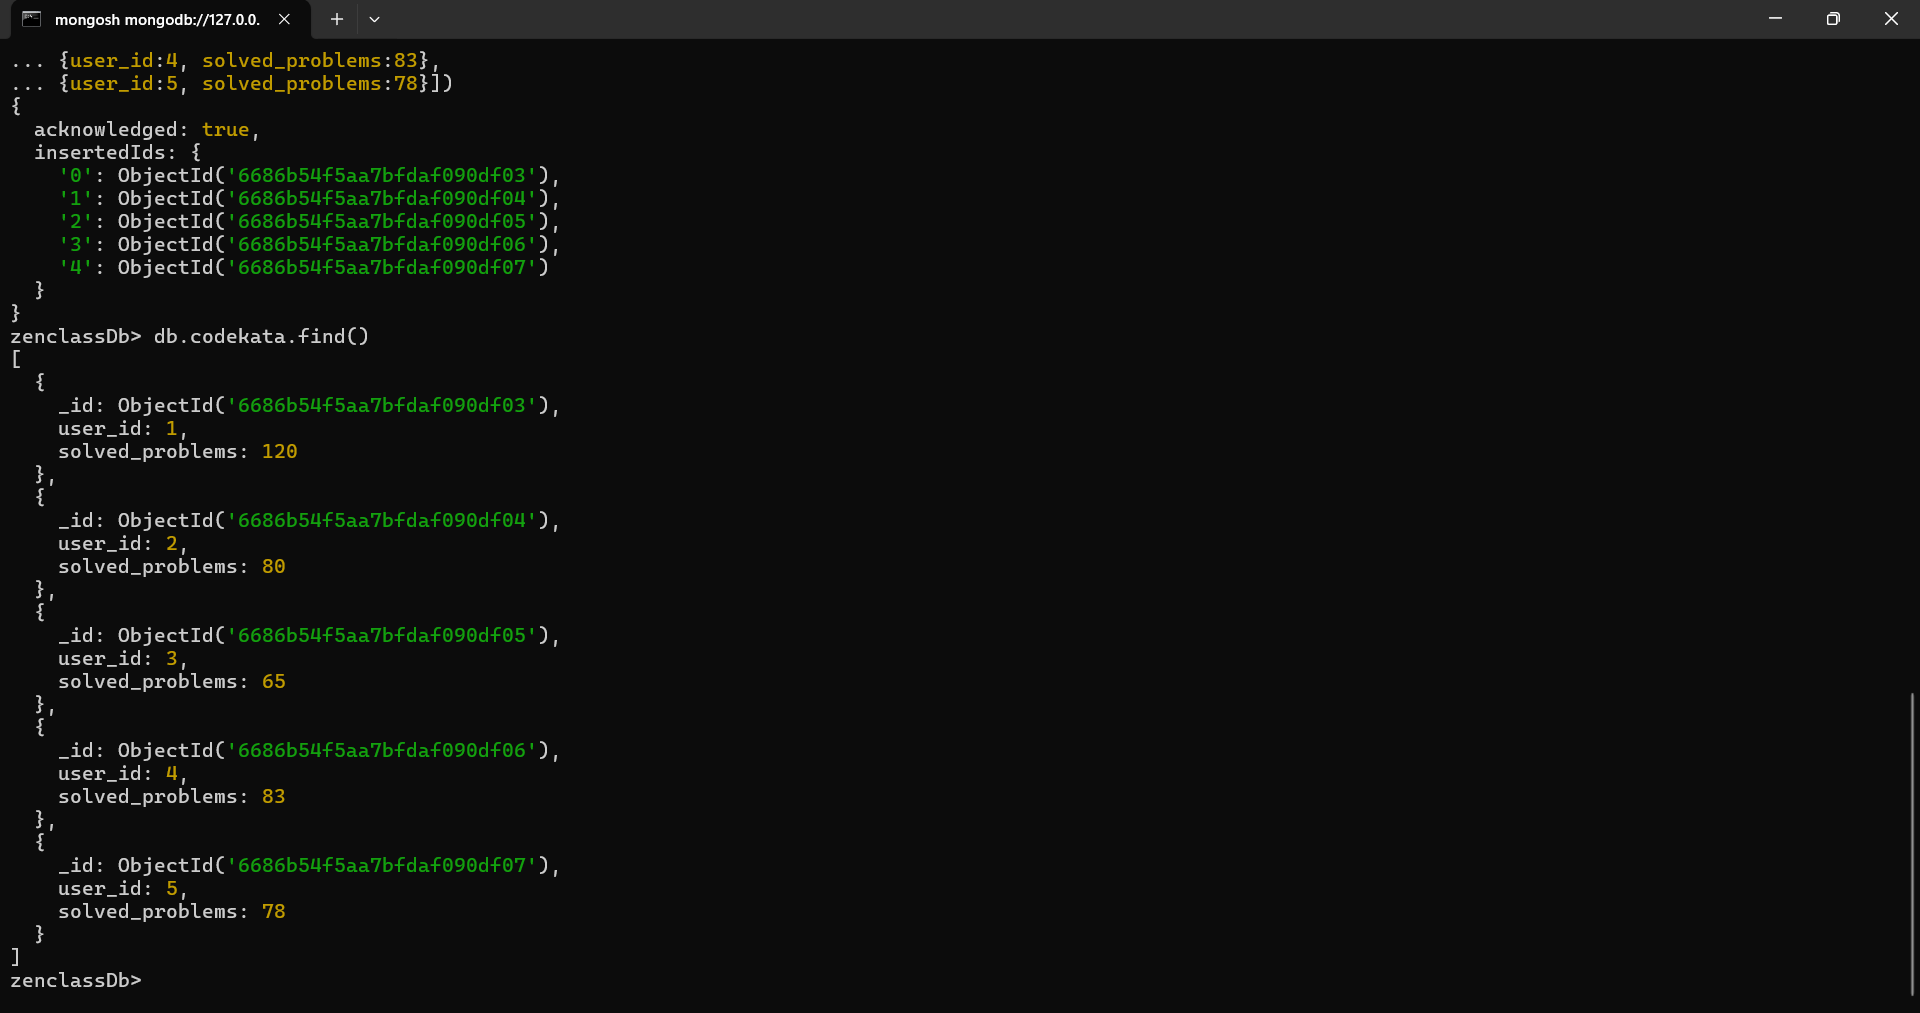 mongosh mongodb://127.0.0.
... {user_id:4, solved_problems:83},
... {user_id:5, solved_problems:78}])
{
  acknowledged: true,
  insertedIds: {
    '0': ObjectId('6686b54f5aa7bfdaf090df03'),
    '1': ObjectId('6686b54f5aa7bfdaf090df04'),
    '2': ObjectId('6686b54f5aa7bfdaf090df05'),
    '3': ObjectId('6686b54f5aa7bfdaf090df06'),
    '4': ObjectId('6686b54f5aa7bfdaf090df07')
  }
}
zenclassDb> db.codekata.find()
[
  {
    _id: ObjectId('6686b54f5aa7bfdaf090df03'),
    user_id: 1,
    solved_problems: 120
  },
  {
    _id: ObjectId('6686b54f5aa7bfdaf090df04'),
    user_id: 2,
    solved_problems: 80
  },
  {
    _id: ObjectId('6686b54f5aa7bfdaf090df05'),
    user_id: 3,
    solved_problems: 65
  },
  {
    _id: ObjectId('6686b54f5aa7bfdaf090df06'),
    user_id: 4,
    solved_problems: 83
  },
  {
    _id: ObjectId('6686b54f5aa7bfdaf090df07'),
    user_id: 5,
    solved_problems: 78
  }
]
zenclassDb>